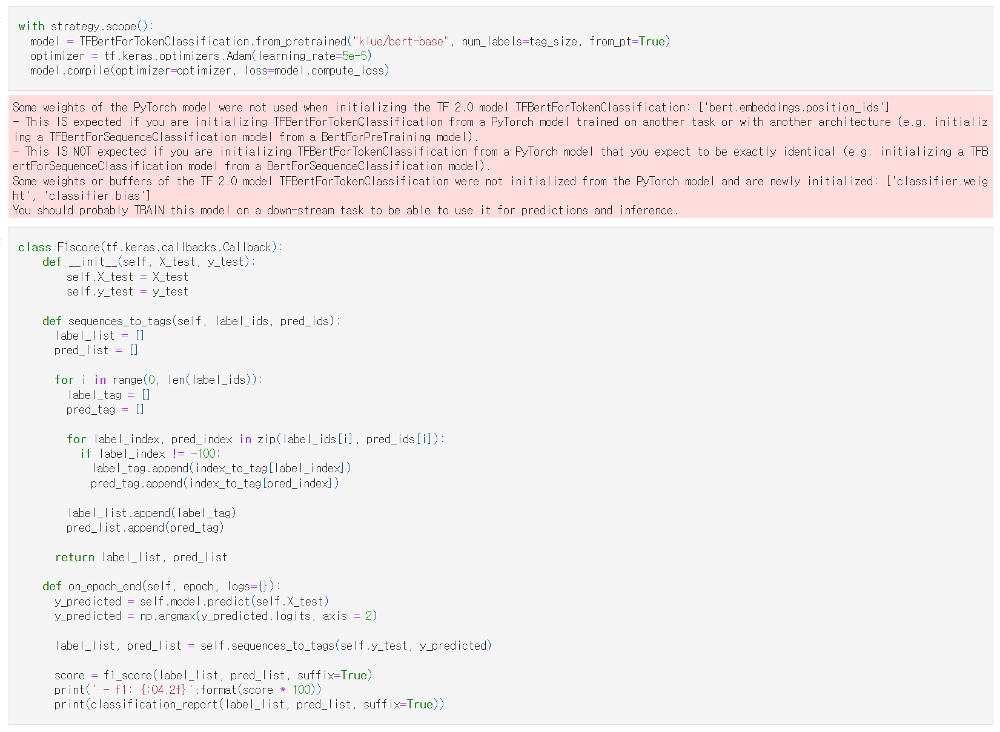 with strategy.scope():
  model = TFBertForTokenClassification.from_pretrained("klue/bert-base", num_labels=tag_size, from_pt=True)
  optimizer = tf.keras.optimizers.Adam(learning_rate=5e-5)
  model.compile(optimizer=optimizer, loss=model.compute_loss)
Some weights of the PyTorch model were not used when initializing the TF 2.0 model TFBertForTokenClassification: ['bert.embeddings.position_ids']
- This IS expected if you are initializing TFBertForTokenClassification from a PyTorch model trained on another task or with another architecture (e.g. initializ
ing a TFBertForSequenceClassification model from a BertForPreTraining model).
- This IS NOT expected if you are initializing TFBertForTokenClassification from a PyTorch model that you expect to be exactly identical (e.g. initializing a TFB
ertForSequenceClassification model from a BertForSequenceClassification model).
Some weights or buffers of the TF 2.0 model TFBertForTokenClassification were not initialized from the PyTorch model and are newly initialized: ['classifier.weig
ht', 'classifier.bias']
You should probably TRAIN this model on a down-stream task to be able to use it for predictions and inference.
class F1score(tf.keras.callbacks.Callback):
    def __init__(self, X_test, y_test):
        self.X_test = X_test
        self.y_test = y_test
    def sequences_to_tags(self, label_ids, pred_ids):
      label_list = []
      pred_list = []
      for i in range(0, len(label_ids)):
        label_tag = []
        pred_tag = []
        for label_index, pred_index in zip(label_ids[i], pred_ids[i]):
          if label_index != -100:
            label_tag.append(index_to_tag[label_index])
            pred_tag.append(index_to_tag[pred_index])
        label_list.append(label_tag)
        pred_list.append(pred_tag)
      return label_list, pred_list
    def on_epoch_end(self, epoch, logs={}):
      y_predicted = self.model.predict(self.X_test)
      y_predicted = np.argmax(y_predicted.logits, axis = 2)
      label_list, pred_list = self.sequences_to_tags(self.y_test, y_predicted)
      score = f1_score(label_list, pred_list, suffix=True)
      print(' - f1: {:04.2f}'.format(score * 100))
      print(classification_report(label_list, pred_list, suffix=True))